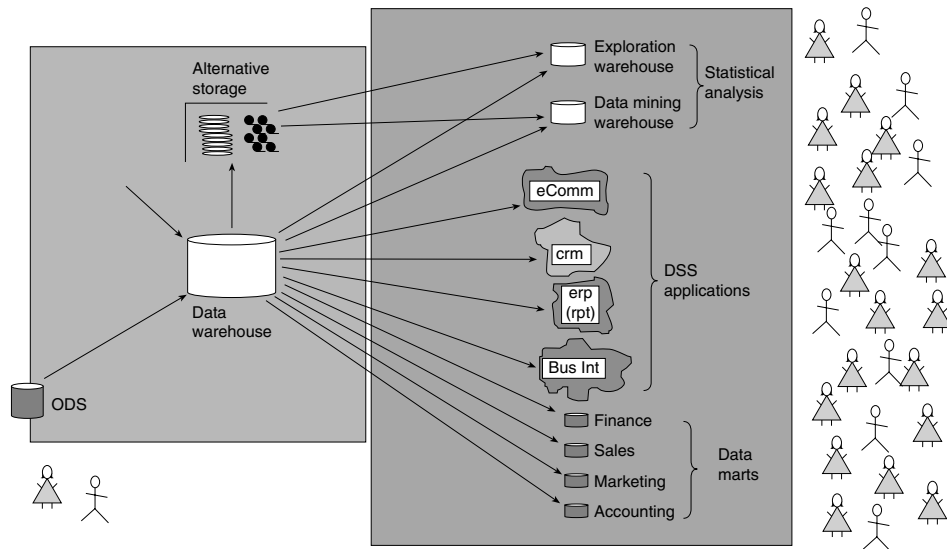 Alternative
storage
Data
warehouse
ODS
Exploration
warehouse
Data mining
warehouse
Statistical
analysis
eComm
crm
erp
(rpt)
Bus Int
DSS
applications
Finance
Sales
Marketing
Accounting
Data
marts